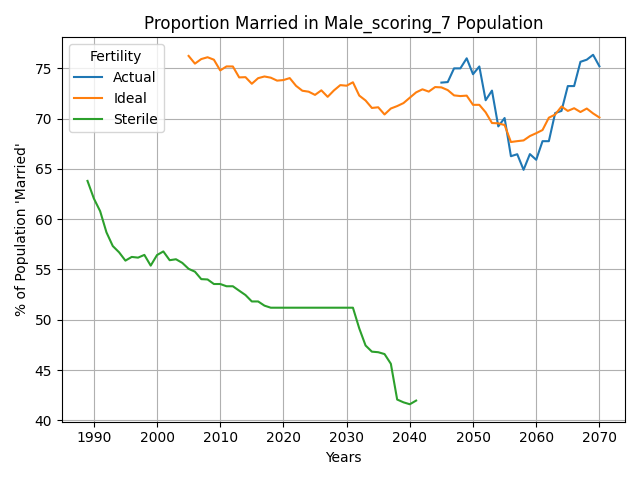 Proportion Married in Male_scoring_7 Population
Fertility
Actual
Ideal
Sterile
% of Population 'Married'
75
70
65
60
55
50
45
40
1990
2000
2010
2020
2030
2040
2050
2060
2070
Years